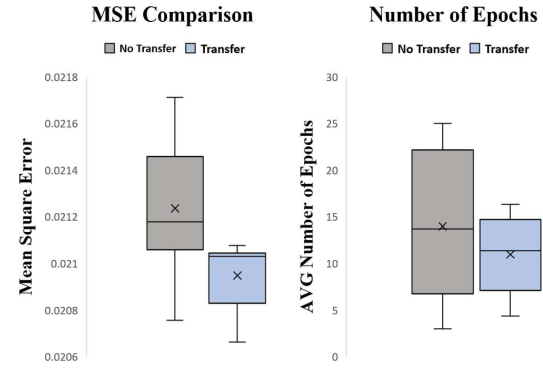 MSE Comparison
No Transfer Transfer
0.0218
0.0216
0.0214
0.0212
0.021
0.0208
0.0206
Mean Square Error
Number of Epochs
No Transfer Transfer
30
25
20
15
10
5
0
AVG Number of Epochs